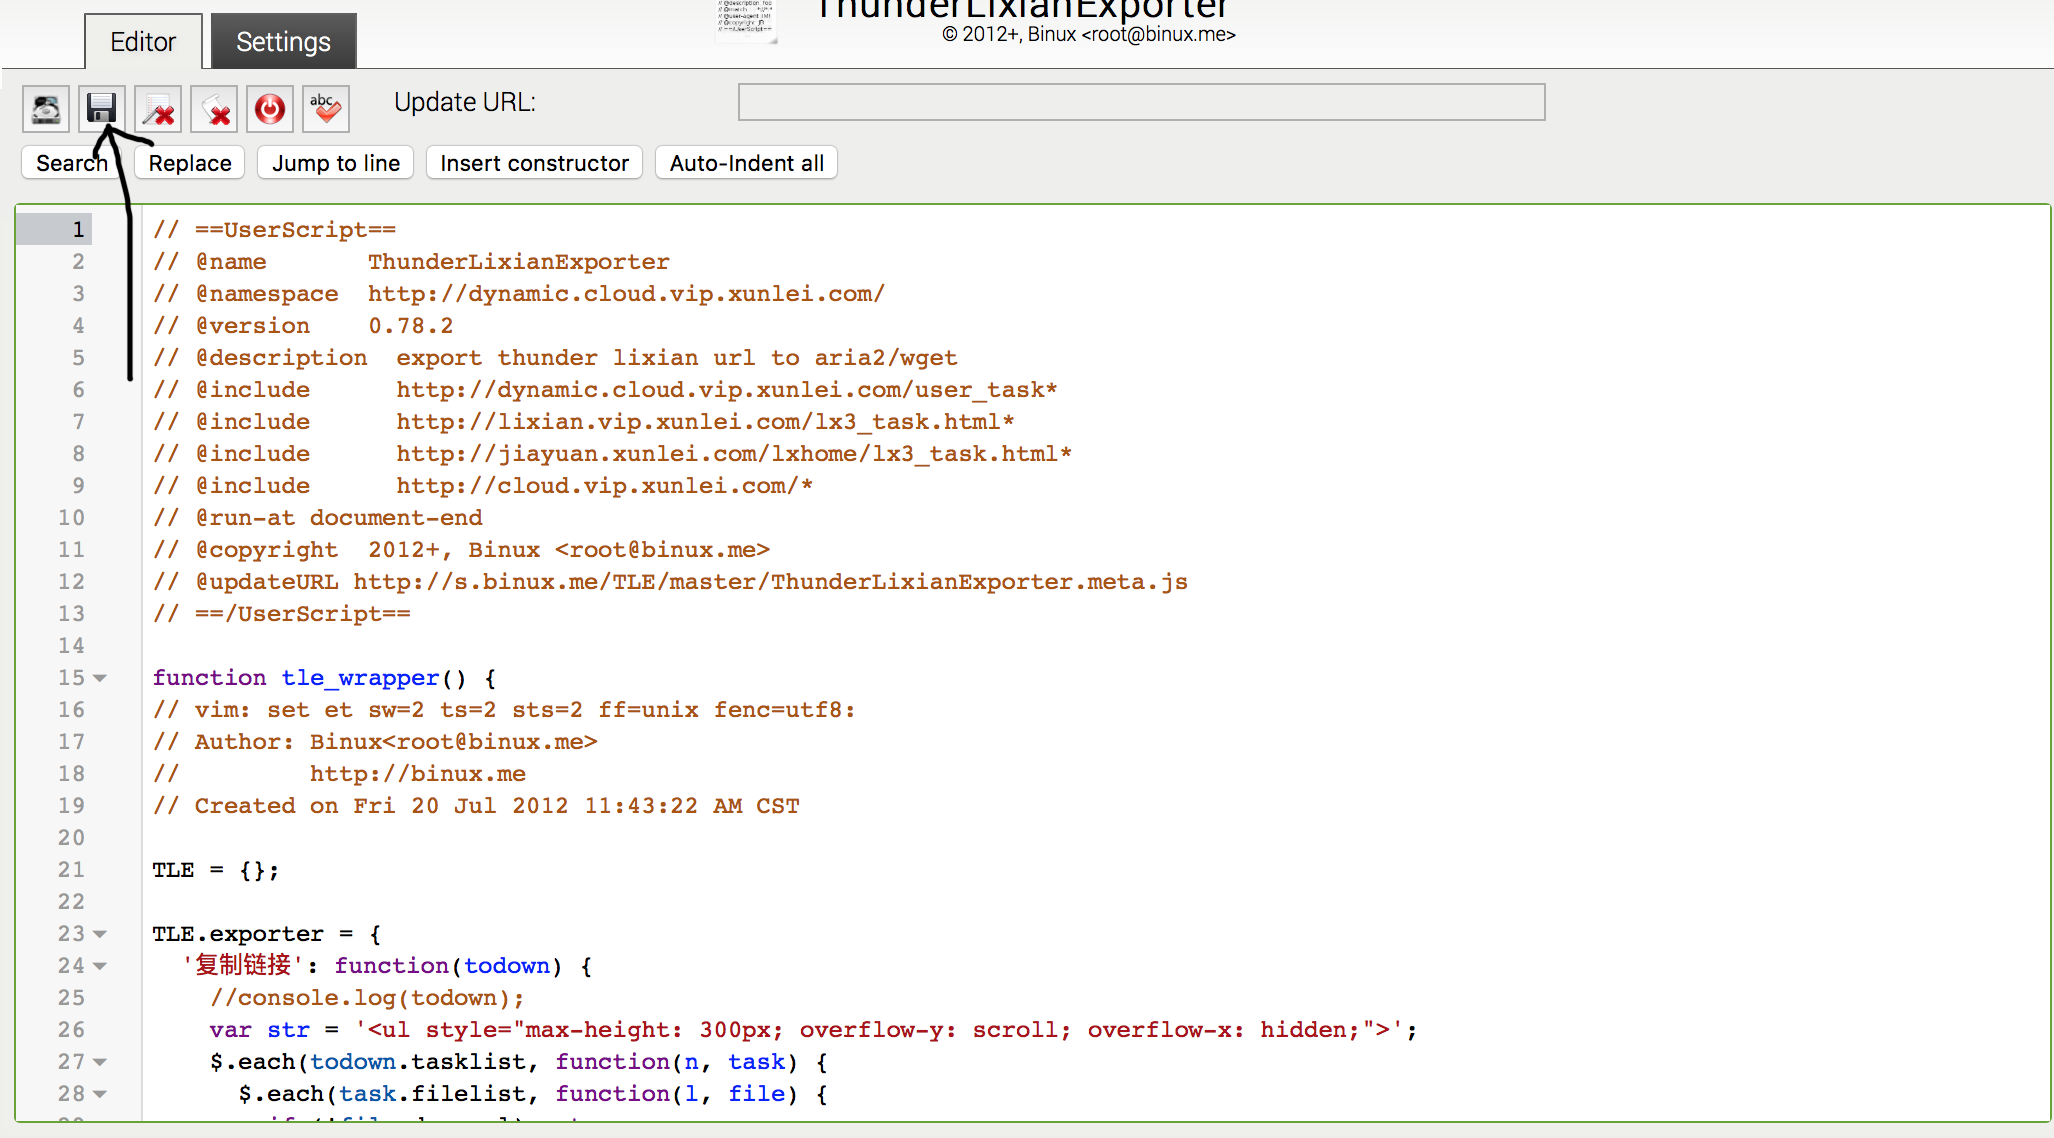 ThunderLixianExporter
© 2012+, Binux <root@binux.me>
Editor
Settings
abc
Update URL:
Search
Replace
Jump to line
Insert constructor
Auto-Indent all
1 // ==UserScript==
2 // @name       ThunderLixianExporter
3 // @namespace  http://dynamic.cloud.vip.xunlei.com/
4 // @version    0.78.2
5 // @description  export thunder lixian url to aria2/wget
6 // @include      http://dynamic.cloud.vip.xunlei.com/user_task*
7 // @include      http://lixian.vip.xunlei.com/lx3_task.html*
8 // @include      http://jiayuan.xunlei.com/lxhome/lx3_task.html*
9 // @include      http://cloud.vip.xunlei.com/*
10 // @run-at document-end
11 // @copyright  2012+, Binux <root@binux.me>
12 // @updateURL http://s.binux.me/TLE/master/ThunderLixianExporter.meta.js
13 // ==/UserScript==
14
15 function tle_wrapper() {
16 // vim: set et sw=2 ts=2 sts=2 ff=unix fenc=utf8:
17 // Author: Binux<root@binux.me>
18 //         http://binux.me
19 // Created on Fri 20 Jul 2012 11:43:22 AM CST
20
21 TLE = {};
22
23 TLE.exporter = {
24   '复制链接': function(todown) {
25     //console.log(todown);
26     var str = '<ul style="max-height: 300px; overflow-y: scroll; overflow-x: hidden;">';
27     $.each(todown.tasklist, function(n, task) {
28       $.each(task.filelist, function(l, file) {